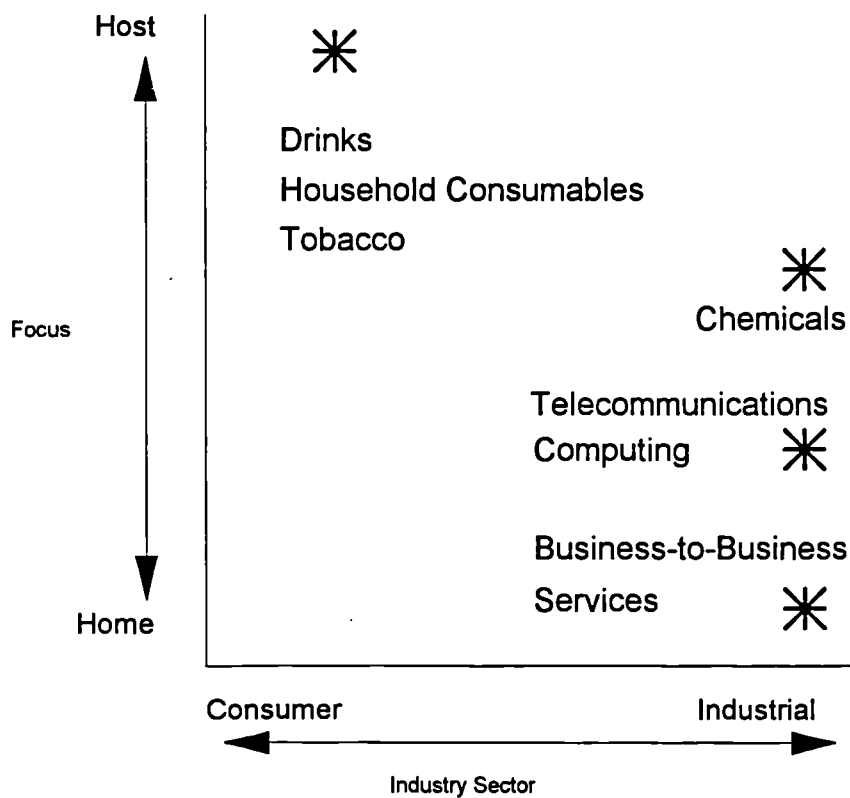 Host
Drinks
Household Consumables
Tobacco
Focus
Chemicals
Telecommunications
Computing
Business-to-Business
Services
Home
Consumer
Industrial
Industry Sector